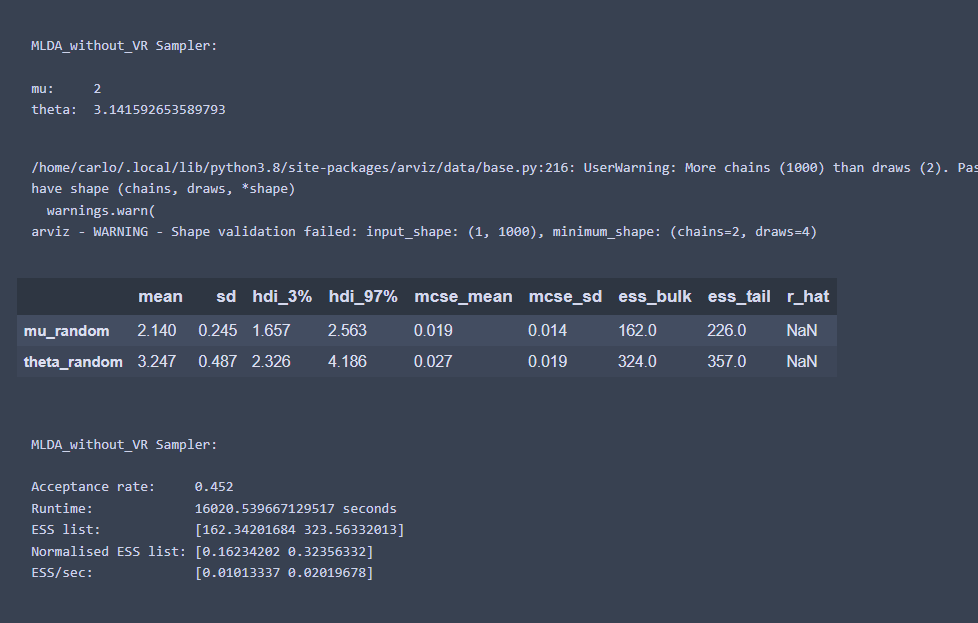 MLDA_without_VR Sampler:
mu: 2
theta: 3.141592653589793
/home/carlo/.local/lib/python3.8/site-packages/arviz/data/base.py:216: UserWarning: More chains (1000) than draws (2). Pas
have shape (chains, draws, *shape)
warnings.warn(
arviz - WARNING - Shape validation failed: input_shape: (1, 1000), minimum_shape: (chains=2, draws=4)
mean sd hdi_3% hdi_97% mcse_mean mcse_sd ess_bulk ess_tail r_hat
mu_random 2.140 0.245 1.657 2.563 0.019 0.014 162.0 226.0 NaN
theta_random 3.247 0.487 2.326 4.186 0.027 0.019 324.0 357.0 NaN
MLDA_without_VR Sampler:
Acceptance rate: 0.452
Runtime: 16020.539667129517 seconds
ESS list: [162.34201684 323.56332013]
Normalised ESS list: [0.16234202 0.32356332]
ESS/sec: [0.01013337 0.02019678]